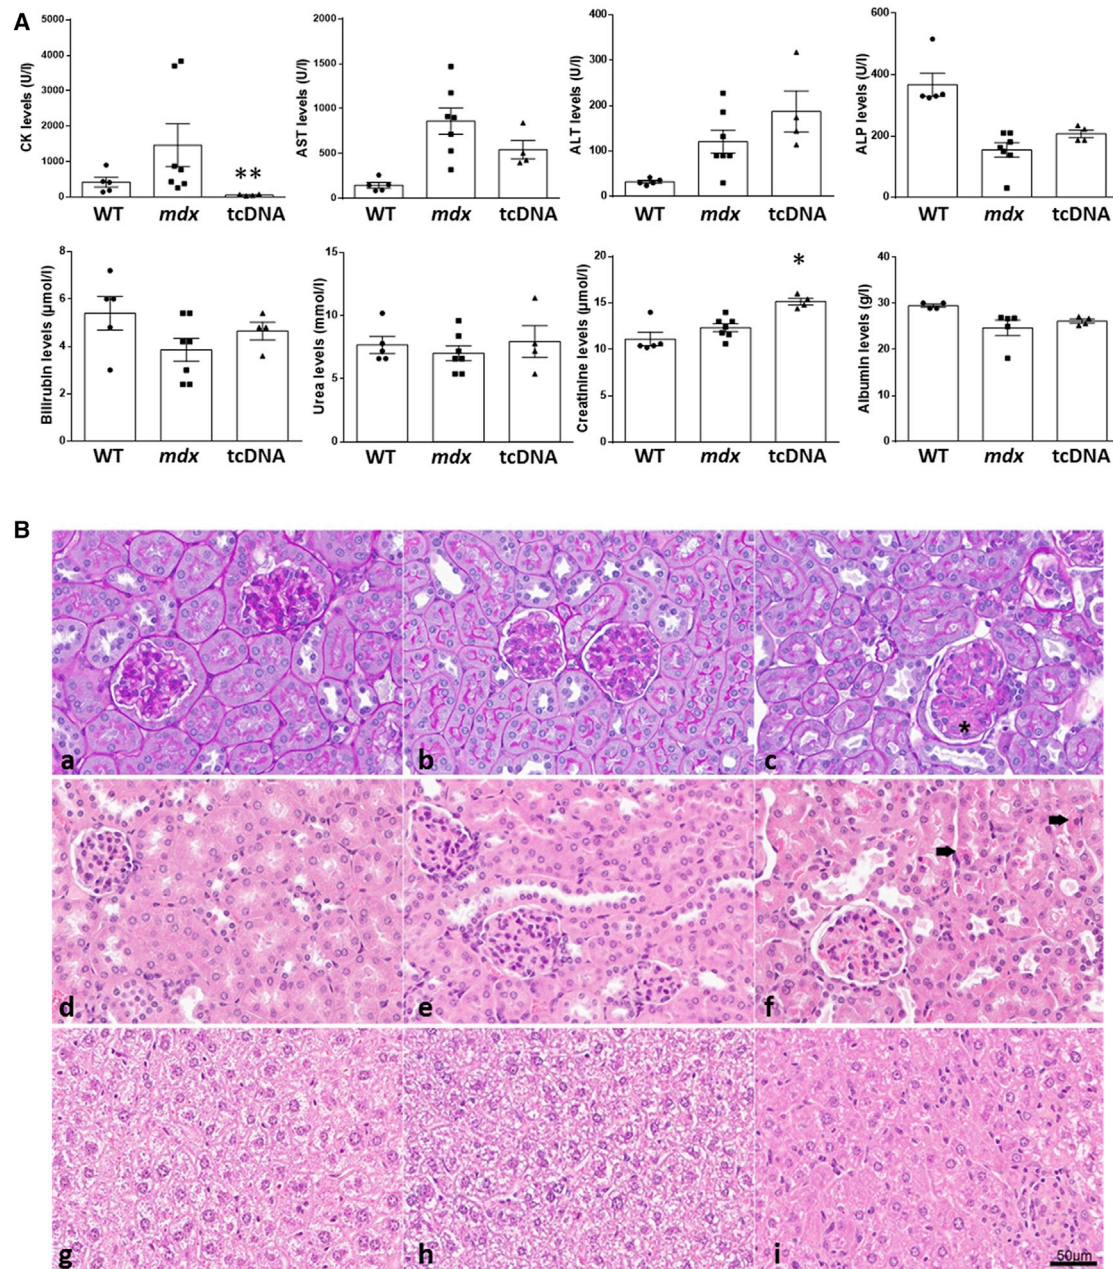 A
CK levels (U/l)
5000
4000
3000
2000
1000
0
**
WT mdx tcDNA
AST levels (U/l)
2000
1500
1000
500
0
WT mdx tcDNA
ALT levels (U/l)
400
300
200
100
0
WT mdx tcDNA
ALP levels (U/l)
600
400
200
0
WT mdx tcDNA
Bilirubin levels (µmol/l)
8
6
4
2
0
WT mdx tcDNA
Urea levels (mmol/l)
15
10
5
0
WT mdx tcDNA
Creatinine levels (µmol/l)
20
15
10
5
0
*
WT mdx tcDNA
Albumin levels (g/l)
40
30
20
10
0
WT mdx tcDNA
B
a b c *
d e f
g h i
50µm